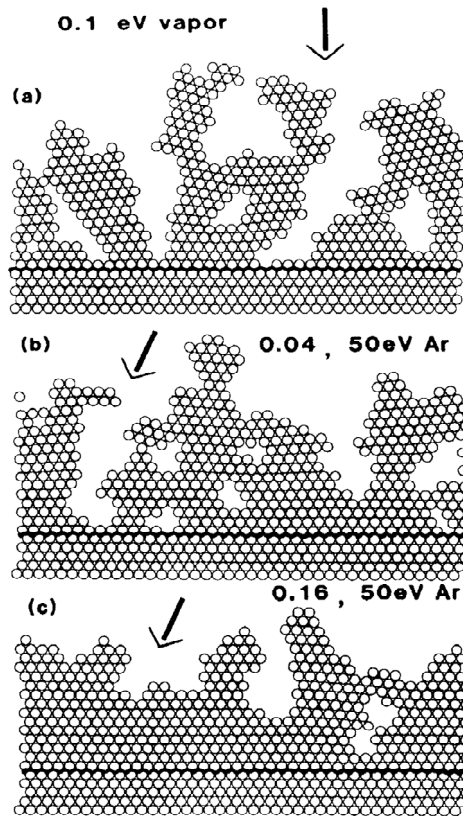 0.1 eV vapor
(a)
(b)
0.04 , 50eV Ar
0.16 , 50eV Ar
(c)